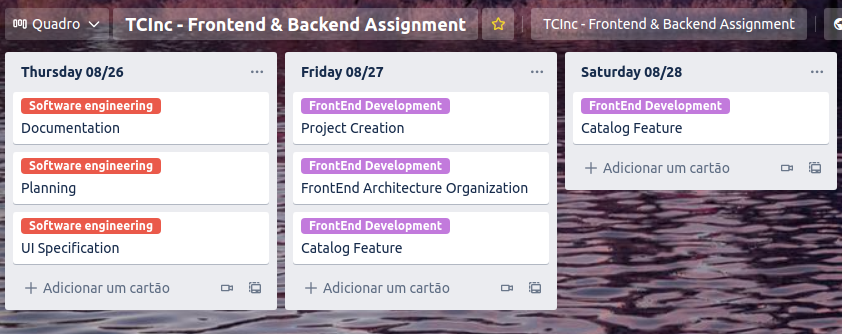 Quadro
TCInc - Frontend & Backend Assignment
TCInc - Frontend & Backend Assignment
Thursday 08/26
Software engineering
Documentation
Software engineering
Planning
Software engineering
UI Specification
Adicionar um cartão
Friday 08/27
FrontEnd Development
Project Creation
FrontEnd Development
FrontEnd Architecture Organization
FrontEnd Development
Catalog Feature
Adicionar um cartão
Saturday 08/28
FrontEnd Development
Catalog Feature
Adicionar um cartão